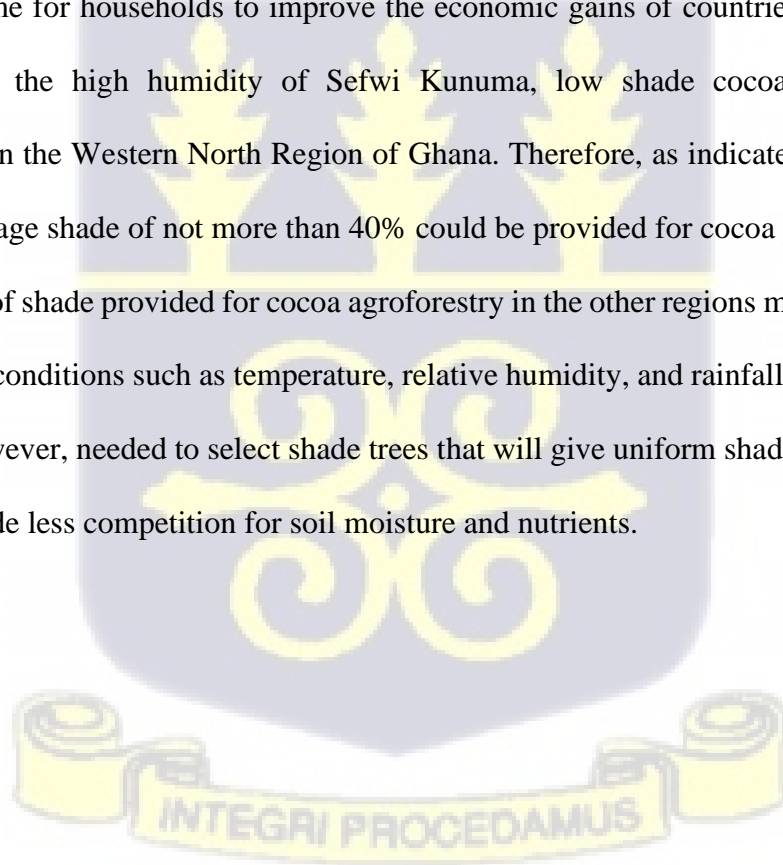 for households to improve the economic gains of countrie
the high humidity of Sefwi Kunuma, low shade cocoa
n the Western North Region of Ghana. Therefore, as indicate
age shade of not more than 40% could be provided for cocoa
of shade provided for cocoa agroforestry in the other regions m
conditions such as temperature, relative humidity, and rainfall
vever, needed to select shade trees that will give uniform shad
de less competition for soil moisture and nutrients.
INTEGRI PROCEDAMUS